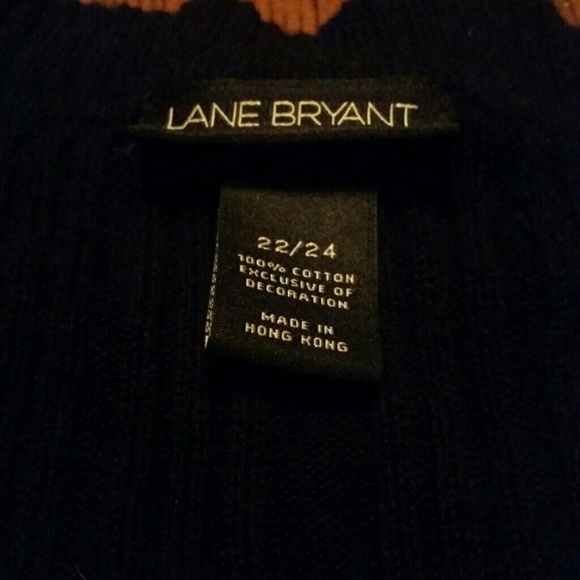 LANE BRYANT
22/24
100% COTTON
EXCLUSIVE OF
DECORATION
MADE IN
HONG KONG